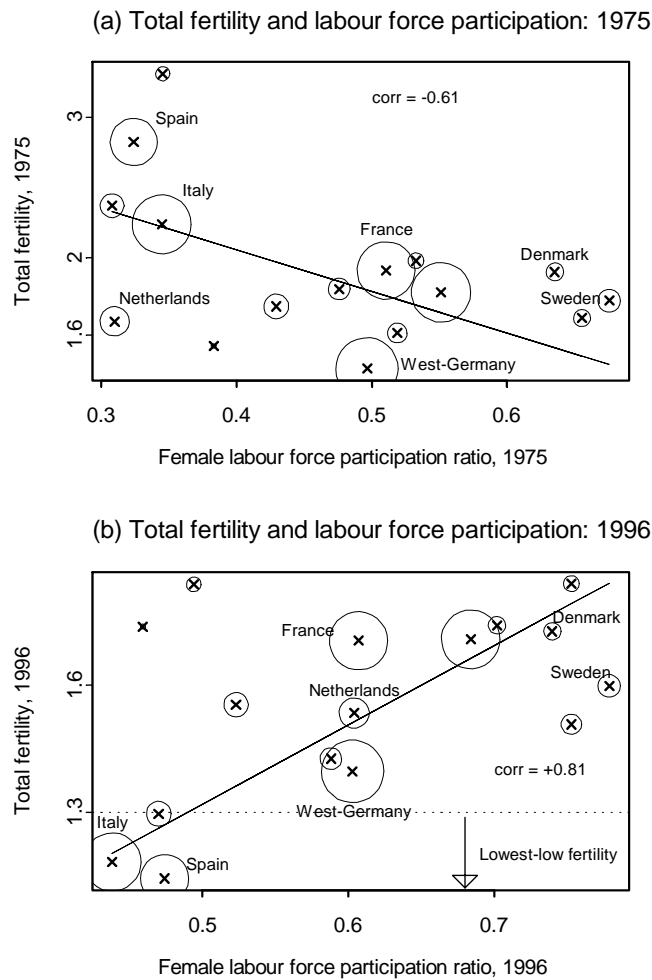 (a) Total fertility and labour force participation: 1975
corr = -0.61
3
Spain
Italy
France
2
Denmark
Netherlands
Sweden
1.6
West-Germany
Total fertility, 1975
0.3 0.4 0.5 0.6
Female labour force participation ratio, 1975
(b) Total fertility and labour force participation: 1996
France
Denmark
1.6
Netherlands
Sweden
corr = +0.81
1.3
Italy
West-Germany
Spain
Lowest-low fertility
Total fertility, 1996
0.5 0.6 0.7
Female labour force participation ratio, 1996